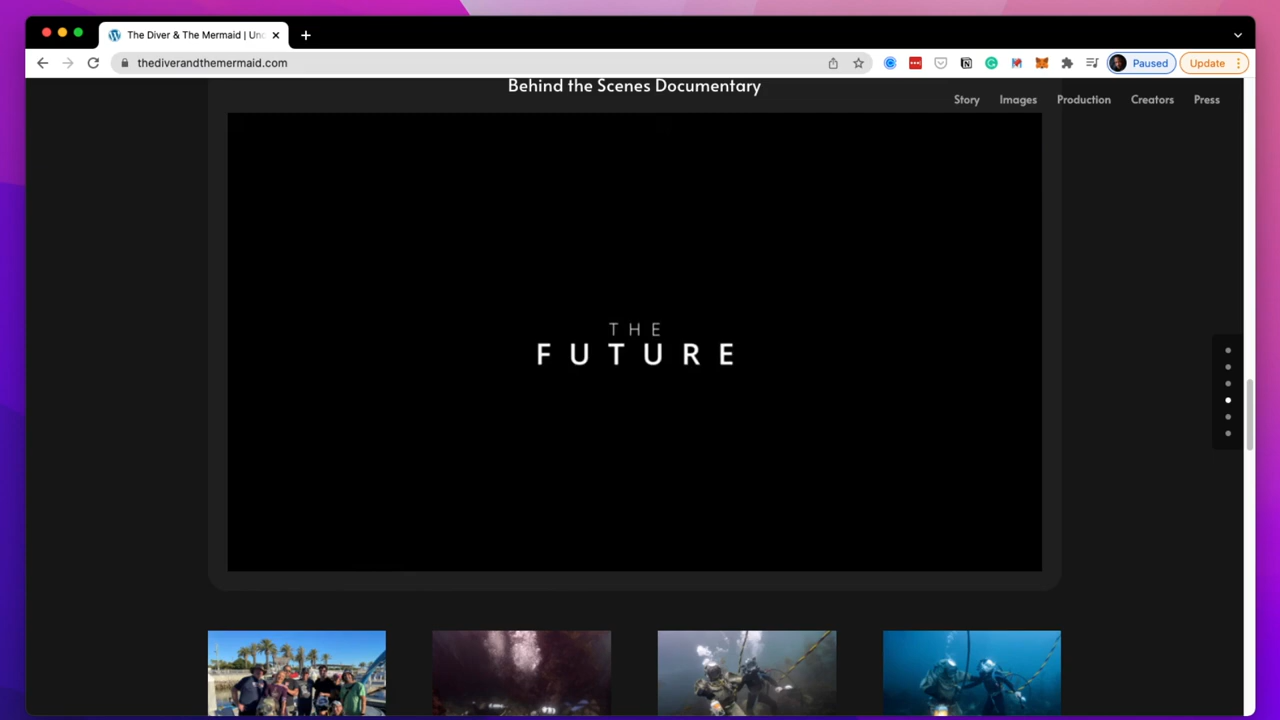 The Diver & The Mermaid | Und
thediverandthemermaid.com
Paused
Update
Behind the Scenes Documentary
Story Images Production Creators Press
THE
FUTURE